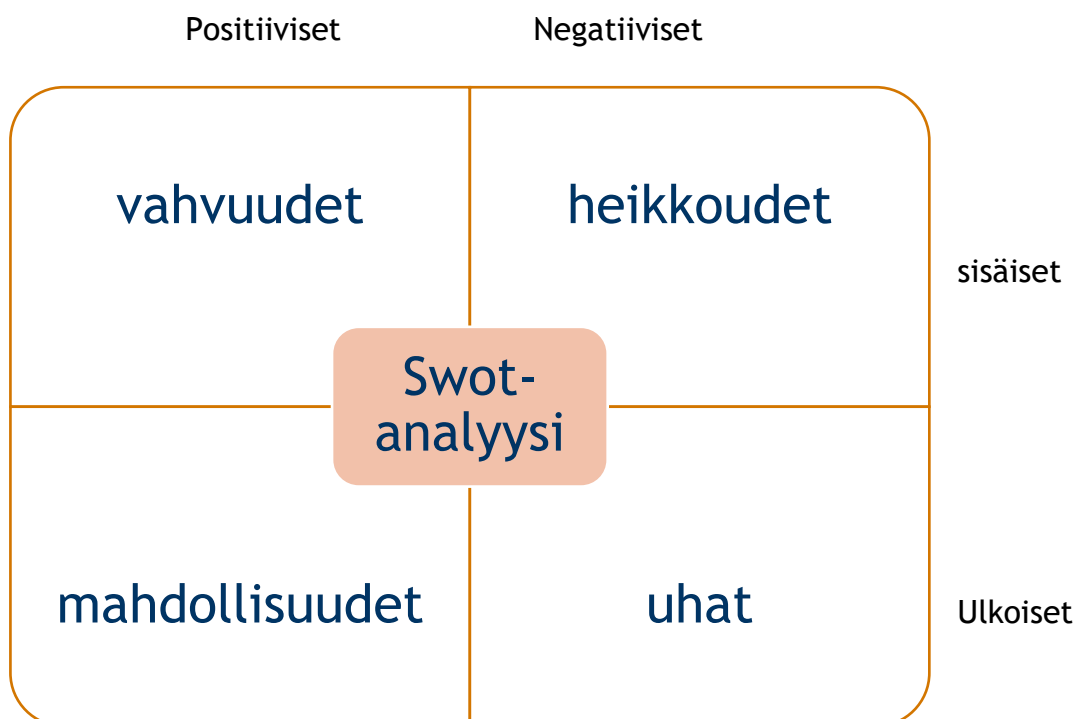 Positiiviset Negatiiviset
vahvuudet heikkoudet
sisäiset
Swot-
analyysi
mahdollisuudet uhat
Ulkoiset